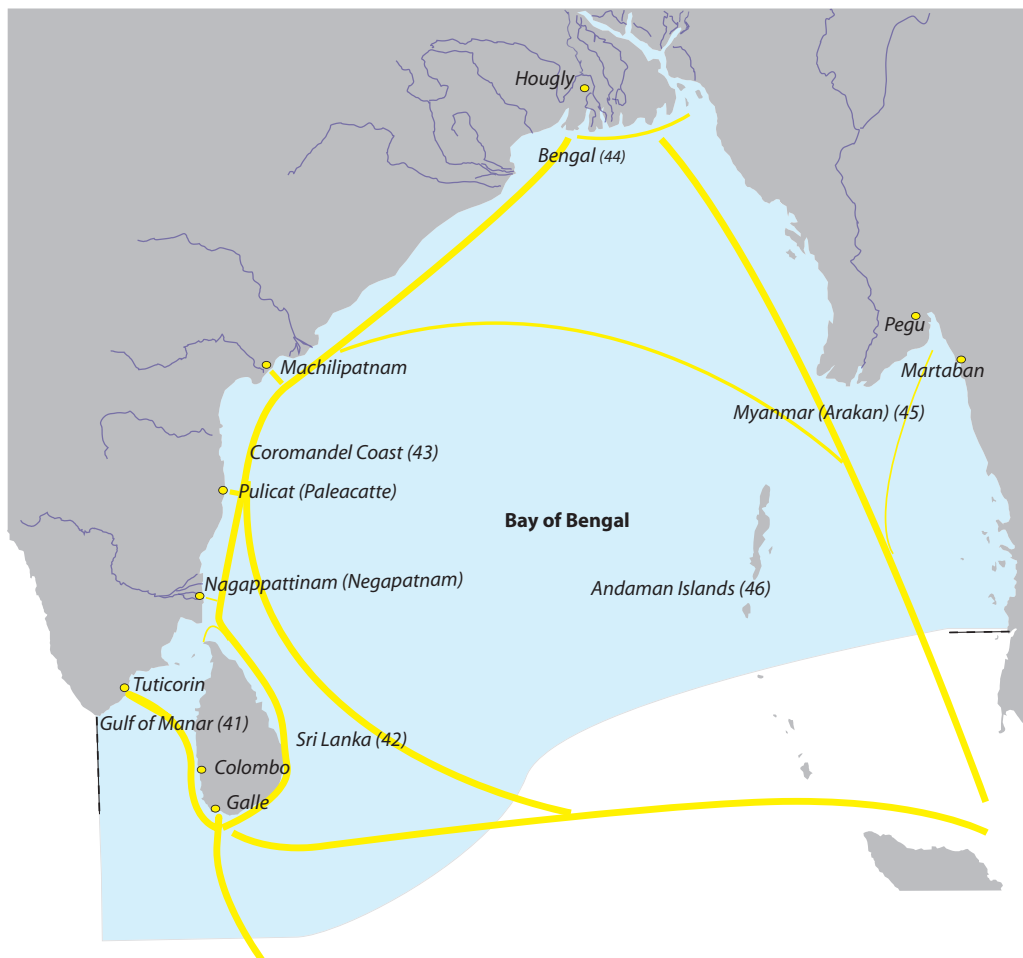 Hougly
Bengal (44)
Pegu
Machilipatnam
Martaban
Myanmar (Arakan) (45)
Coromandel Coast (43)
Pulicat (Paleacatte)
Bay of Bengal
Nagappattinam (Negapatnam)
Andaman Islands (46)
Tuticorin
Gulf of Manar (41)
Sri Lanka (42)
Colombo
Galle